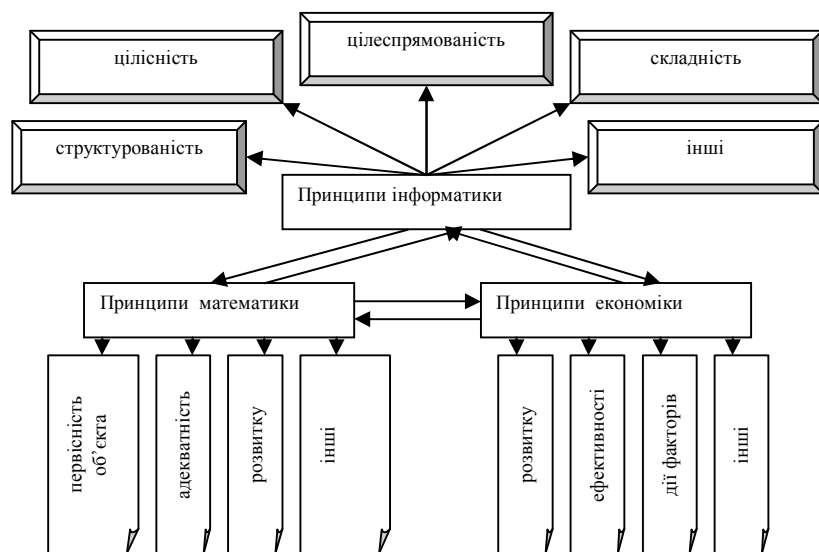 цілеспрямованість
цілісність
складність
структурованість
інші
Принципи інформатики
Принципи математики
Принципи економіки
первісність
об’єкта
адекватність
розвитку
інші
розвитку
ефективності
дії факторів
інші